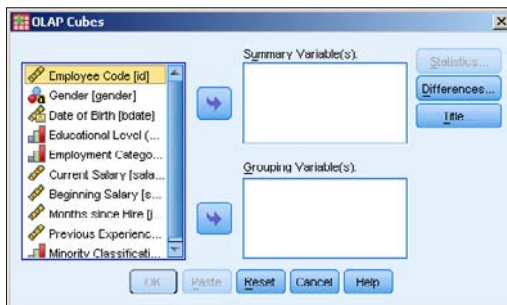 OLAP Cubes
Employee Code [id]
Gender [gender]
Date of Birth [bdate]
Educational Level (...
Employment Catego...
Current Salary [sala...
Beginning Salary [s...
Months since Hire [j...
Previous Experienc...
Minority Classificati...
Summary Variable(s):
Grouping Variable(s):
Statistics...
Differences...
Title...
OK
Paste
Reset
Cancel
Help